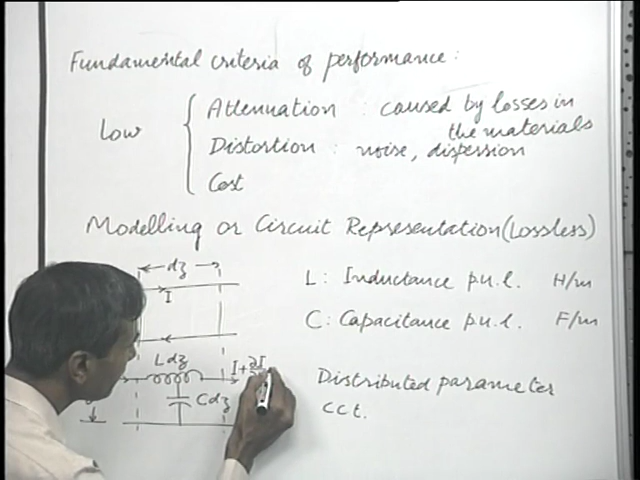 Fundamental criteria of performance:
Low { Attenuation : caused by losses in the materials
Distortion : noise, dispersion
Cost
Modelling or Circuit Representation (Lossless)
dz
I
L : Inductance p.u.l. H/m
C : Capacitance p.u.l. F/m
Ldz
I+∂I
Cdz
Distributed parameter
cct.